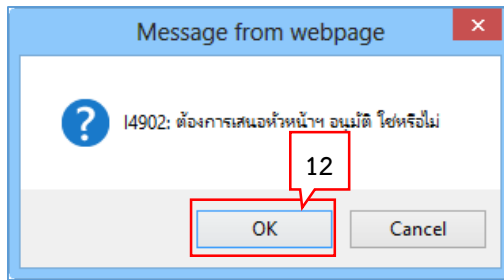 Message from webpage
x
I4902: ต้องการเสนอหัวหน้าฯ อนุมัติ ใช่หรือไม่
12
OK
Cancel